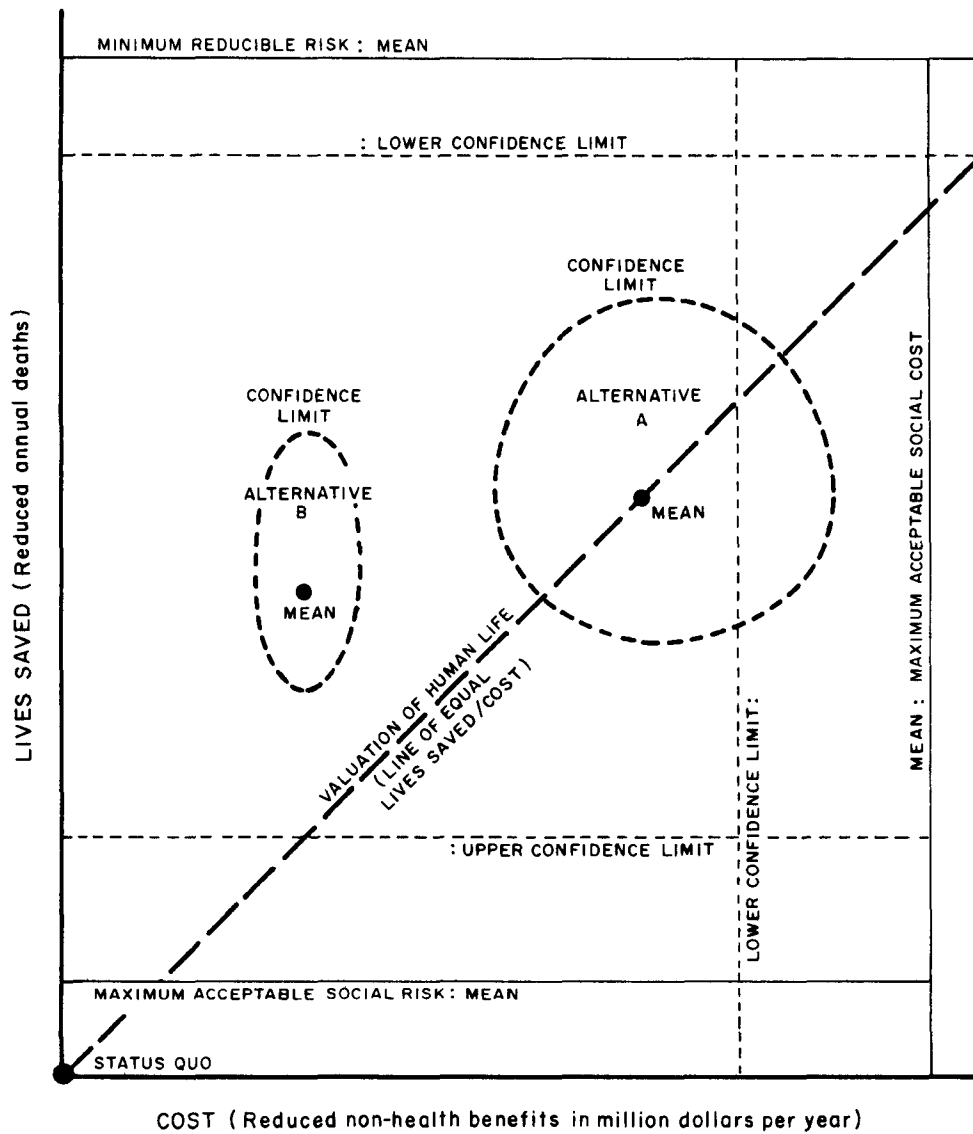 MINIMUM REDUCIBLE RISK: MEAN
: LOWER CONFIDENCE LIMIT
CONFIDENCE
LIMIT
ALTERNATIVE
A
MEAN
CONFIDENCE
LIMIT
ALTERNATIVE
B
MEAN
VALUATION OF HUMAN LIFE
(LINE OF EQUAL
LIVES SAVED/COST)
: UPPER CONFIDENCE LIMIT
LOWER CONFIDENCE LIMIT:
MEAN: MAXIMUM ACCEPTABLE SOCIAL COST
MAXIMUM ACCEPTABLE SOCIAL RISK: MEAN
STATUS QUO
LIVES SAVED (Reduced annual deaths)
COST (Reduced non-health benefits in million dollars per year)